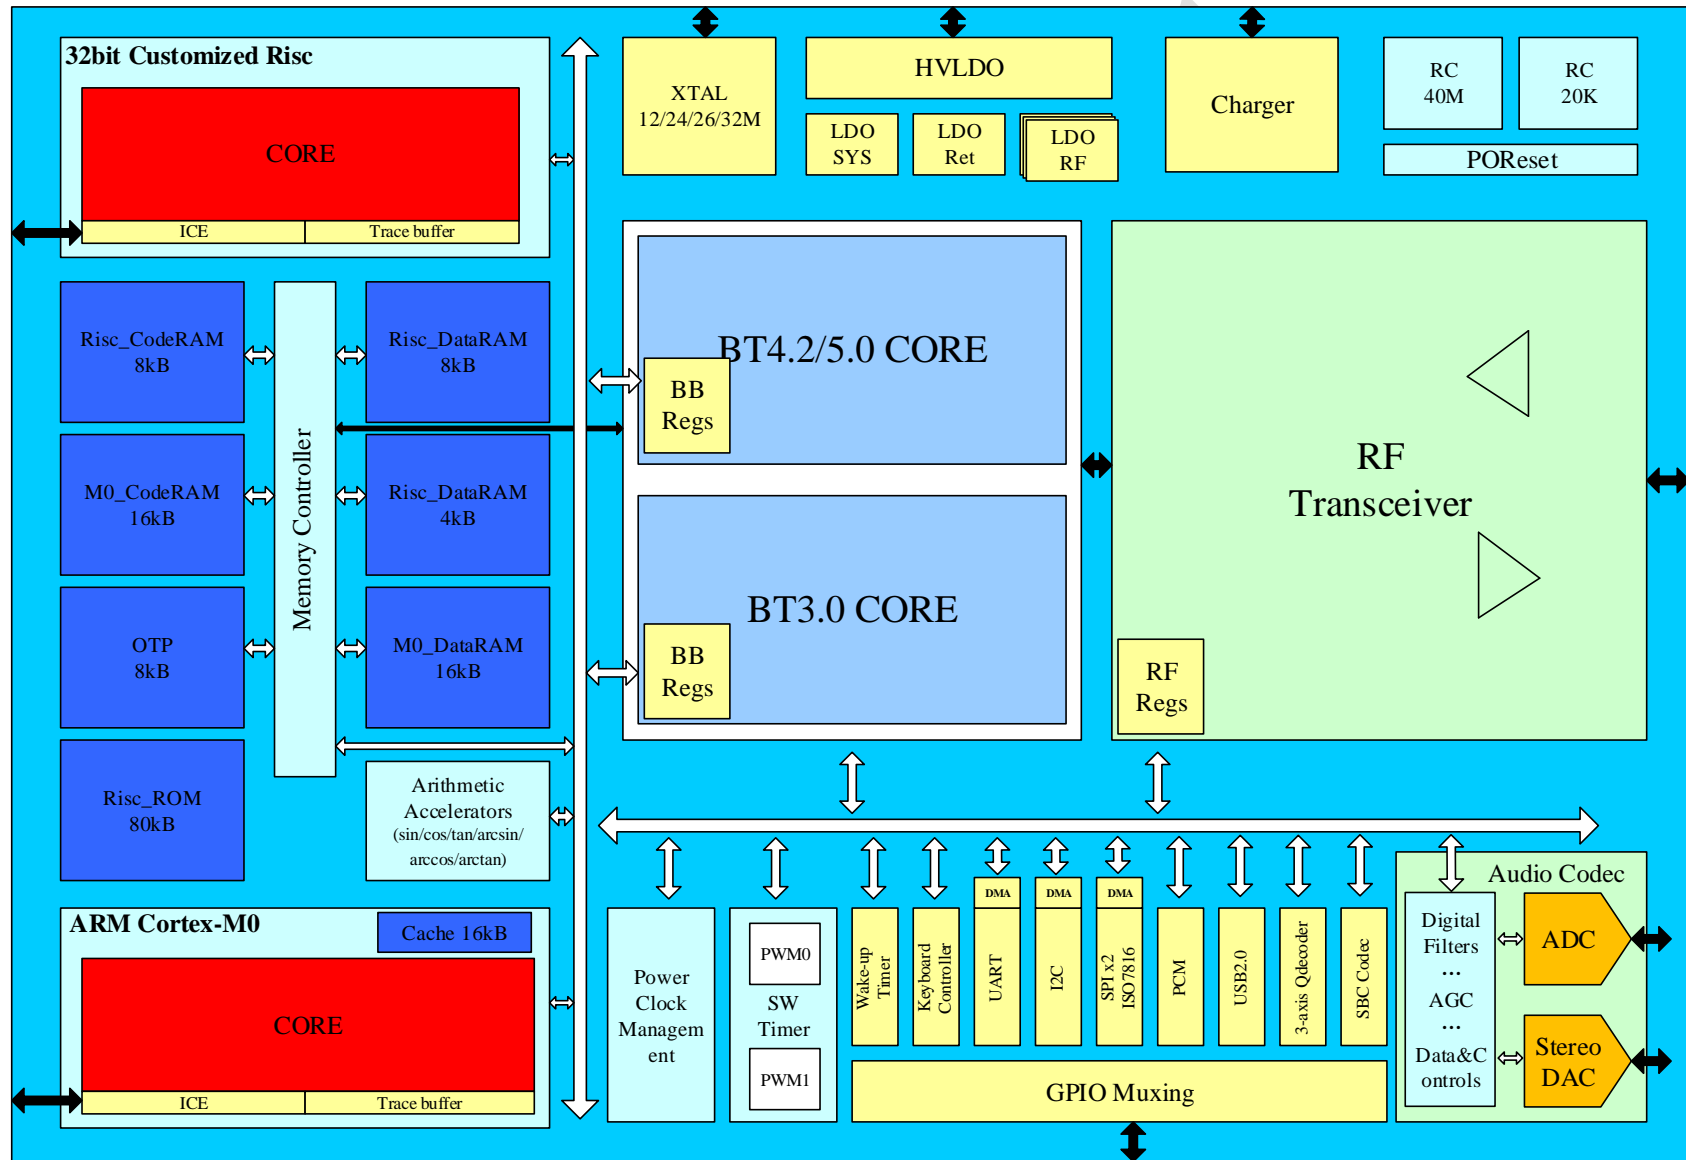 32bit Customized Risc
CORE
ICE
Trace buffer
XTAL
12/24/26/32M
HVLDO
LDO
SYS
LDO
Ret
LDO
RF
Charger
RC
40M
RC
20K
POReset
Risc_CodeRAM
8kB
Risc_DataRAM
8kB
M0_CodeRAM
16kB
Risc_DataRAM
4kB
OTP
8kB
M0_DataRAM
16kB
Risc_ROM
80kB
Memory Controller
Arithmetic
Accelerators
(sin/cos/tan/arcsin/
arccos/arctan)
BT4.2/5.0 CORE
BB
Regs
BT3.0 CORE
BB
Regs
RF
Transceiver
RF
Regs
ARM Cortex-M0
Cache 16kB
CORE
ICE
Trace buffer
Power
Clock
Managem
ent
PWM0
SW
Timer
PWM1
Wake-up
Timer
Keyboard
Controller
DMA
UART
DMA
I2C
DMA
SPI x2
ISO7816
PCM
USB2.0
3-axis Qdecoder
SBC Codec
GPIO Muxing
Audio Codec
Digital
Filters
...
AGC
...
Data&C
ontrols
ADC
Stereo
DAC